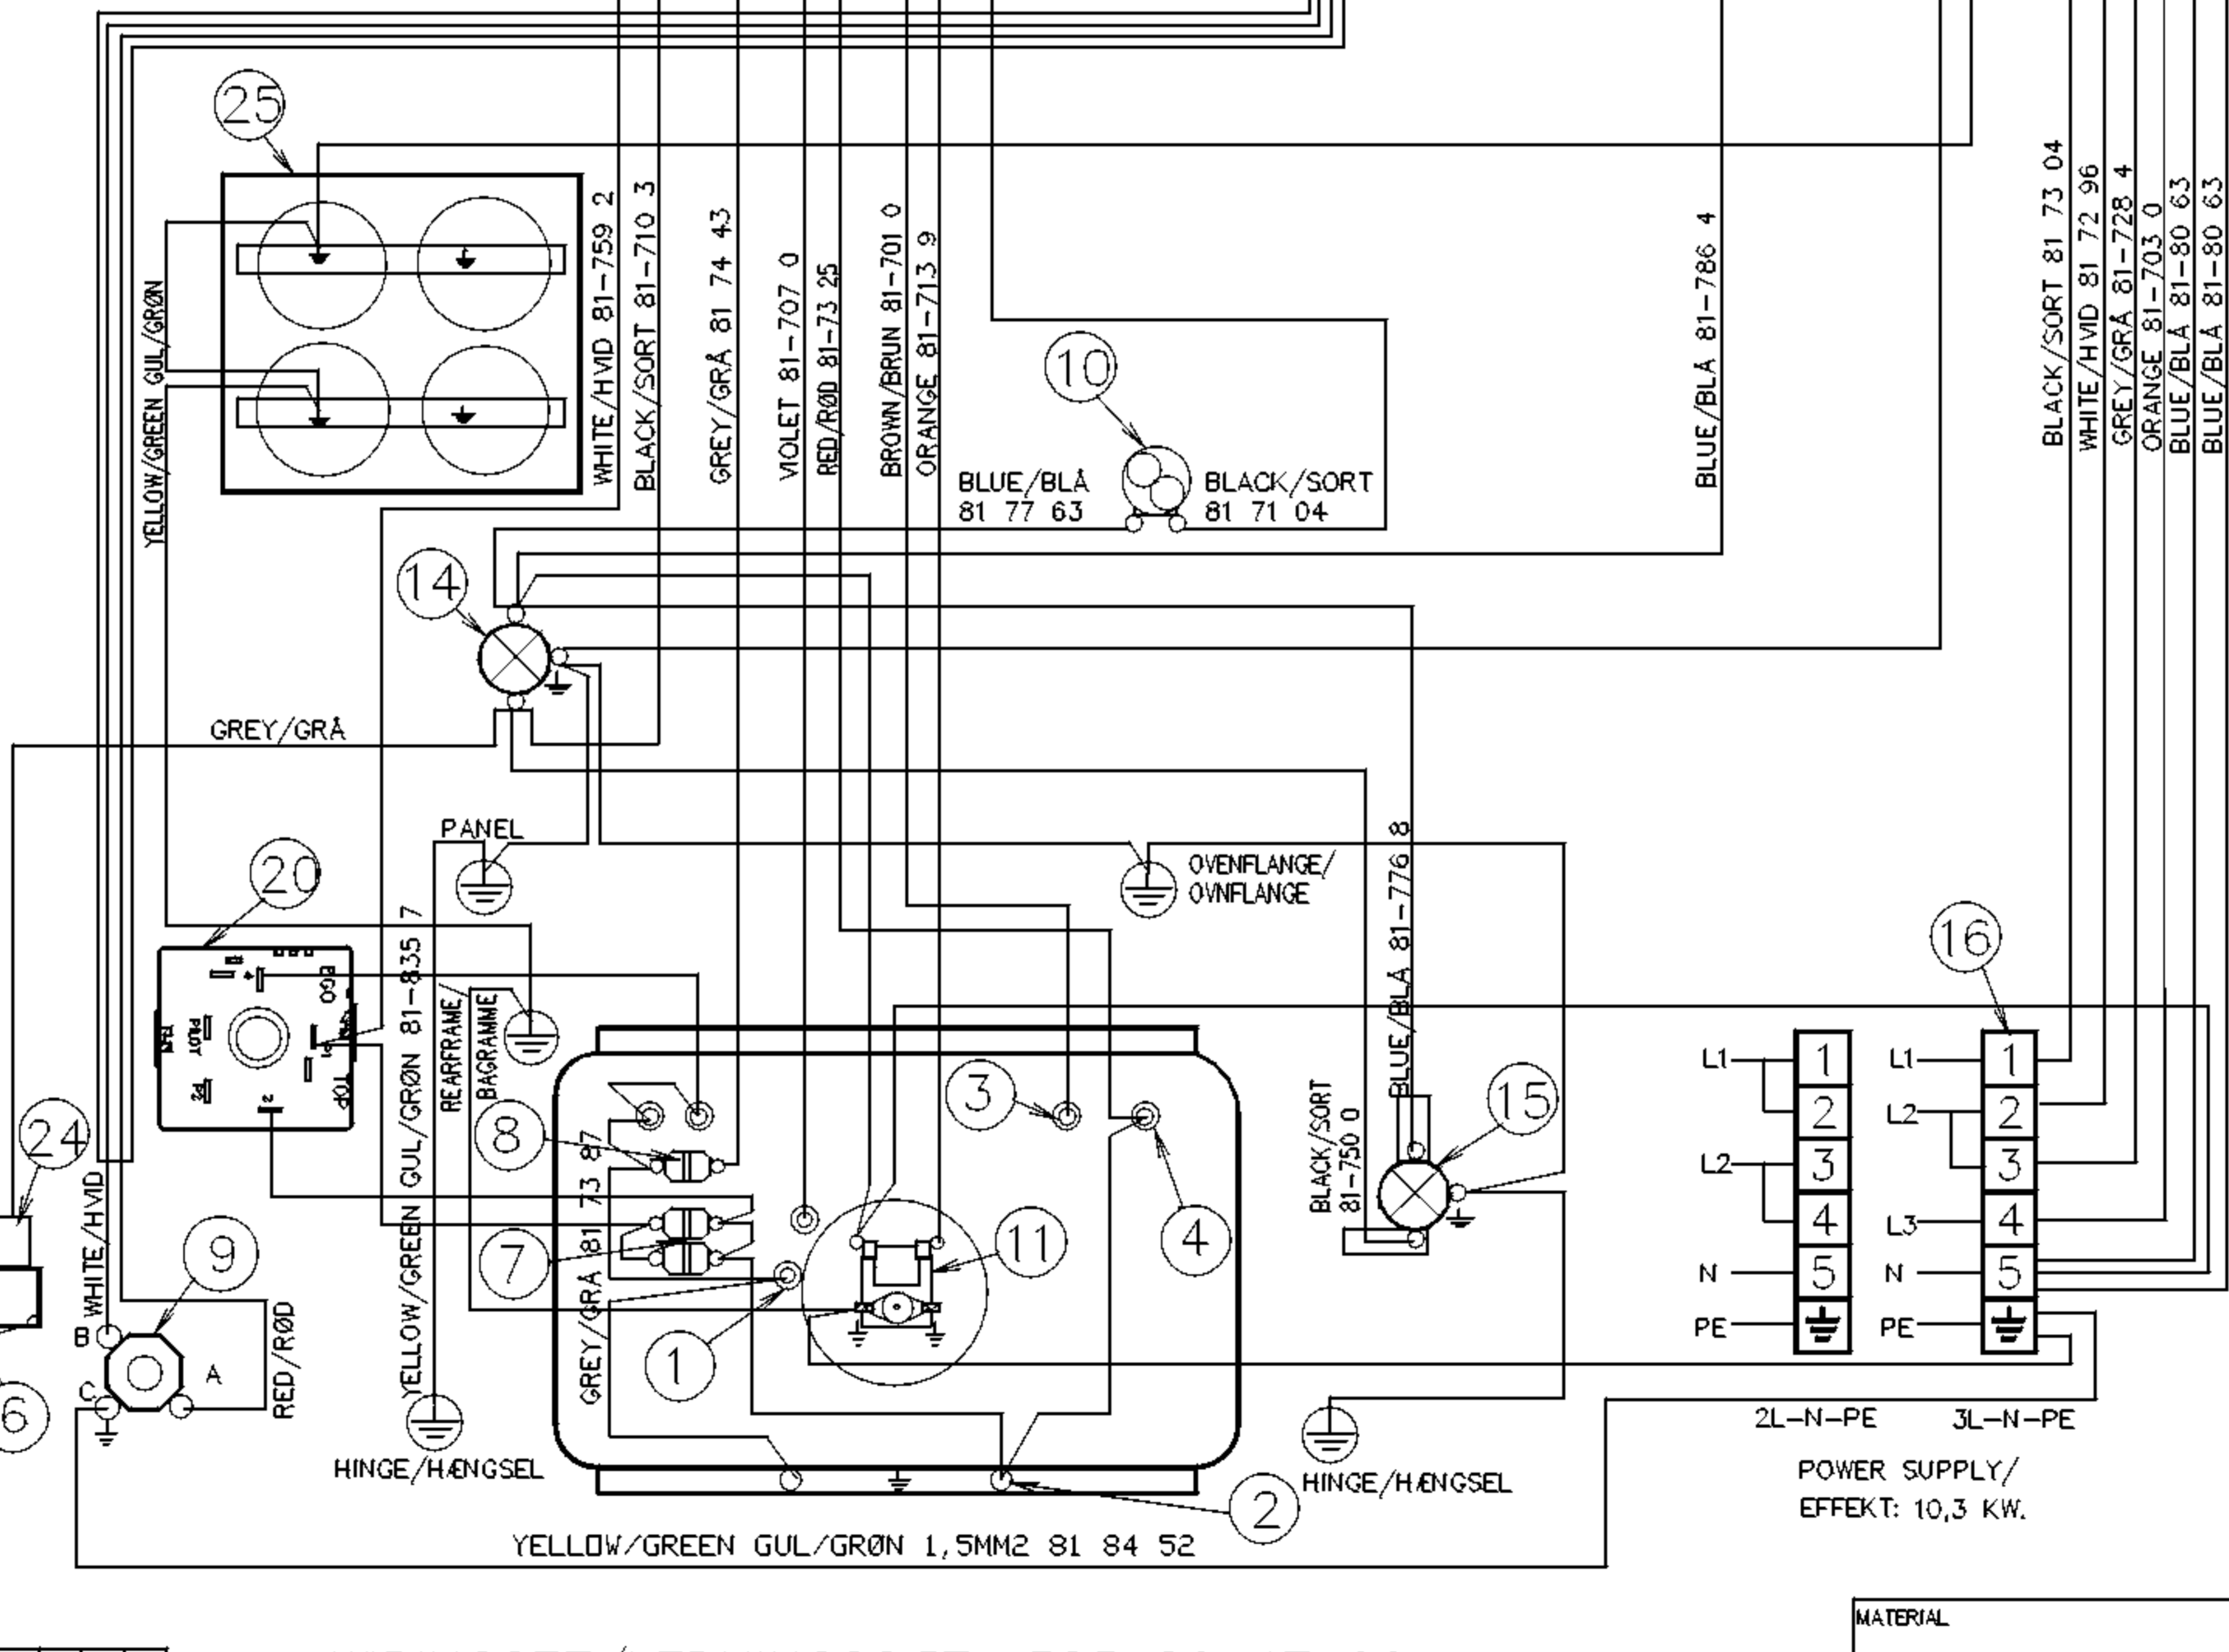 25
YELLOW/GREEN GUL/GRØN
WHITE/HVID 81-759 2
BLACK/SORT 81-710 3
GREY/GRÅ 81 74 43
VIOLET 81-707 0
RED/RØD 81-73 25
BROWN/BRUN 81-701 0
ORANGE 81-713 9
10
BLUE/BLÅ
81 77 63
BLACK/SORT
81 71 04
BLUE/BLÅ 81-786 4
BLACK/SORT 81 73 04
WHITE/HVID 81 72 96
GREY/GRÅ 81-728 4
ORANGE 81-703 0
BLUE/BLÅ 81-80 63
BLUE/BLÅ 81-80 63
14
GREY/GRÅ
PANEL
20
OVENFLANGE/
OVNFLANGE
BLUE/BLÅ 81-776 8
16
YELLOW/GREEN GUL/GRØN 81-835 7
REARFRAME
BAGRAMME
EGO
PILOT
P1
P2
2
TOP
24
WHITE/HVID
9
B
A
C
RED/RØD
6
8
7
GREY/GRÅ 81 73 87
3
4
11
1
2
BLACK/SORT
81-750 0
15
L1
L2
N
PE
1
2
3
4
5
L1
L2
L3
N
PE
1
2
3
4
5
2L-N-PE
3L-N-PE
HINGE/HÆNGSEL
HINGE/HÆNGSEL
POWER SUPPLY/
EFFEKT: 10,3 KW.
YELLOW/GREEN GUL/GRØN 1,5MM2 81 84 52
MATERIAL